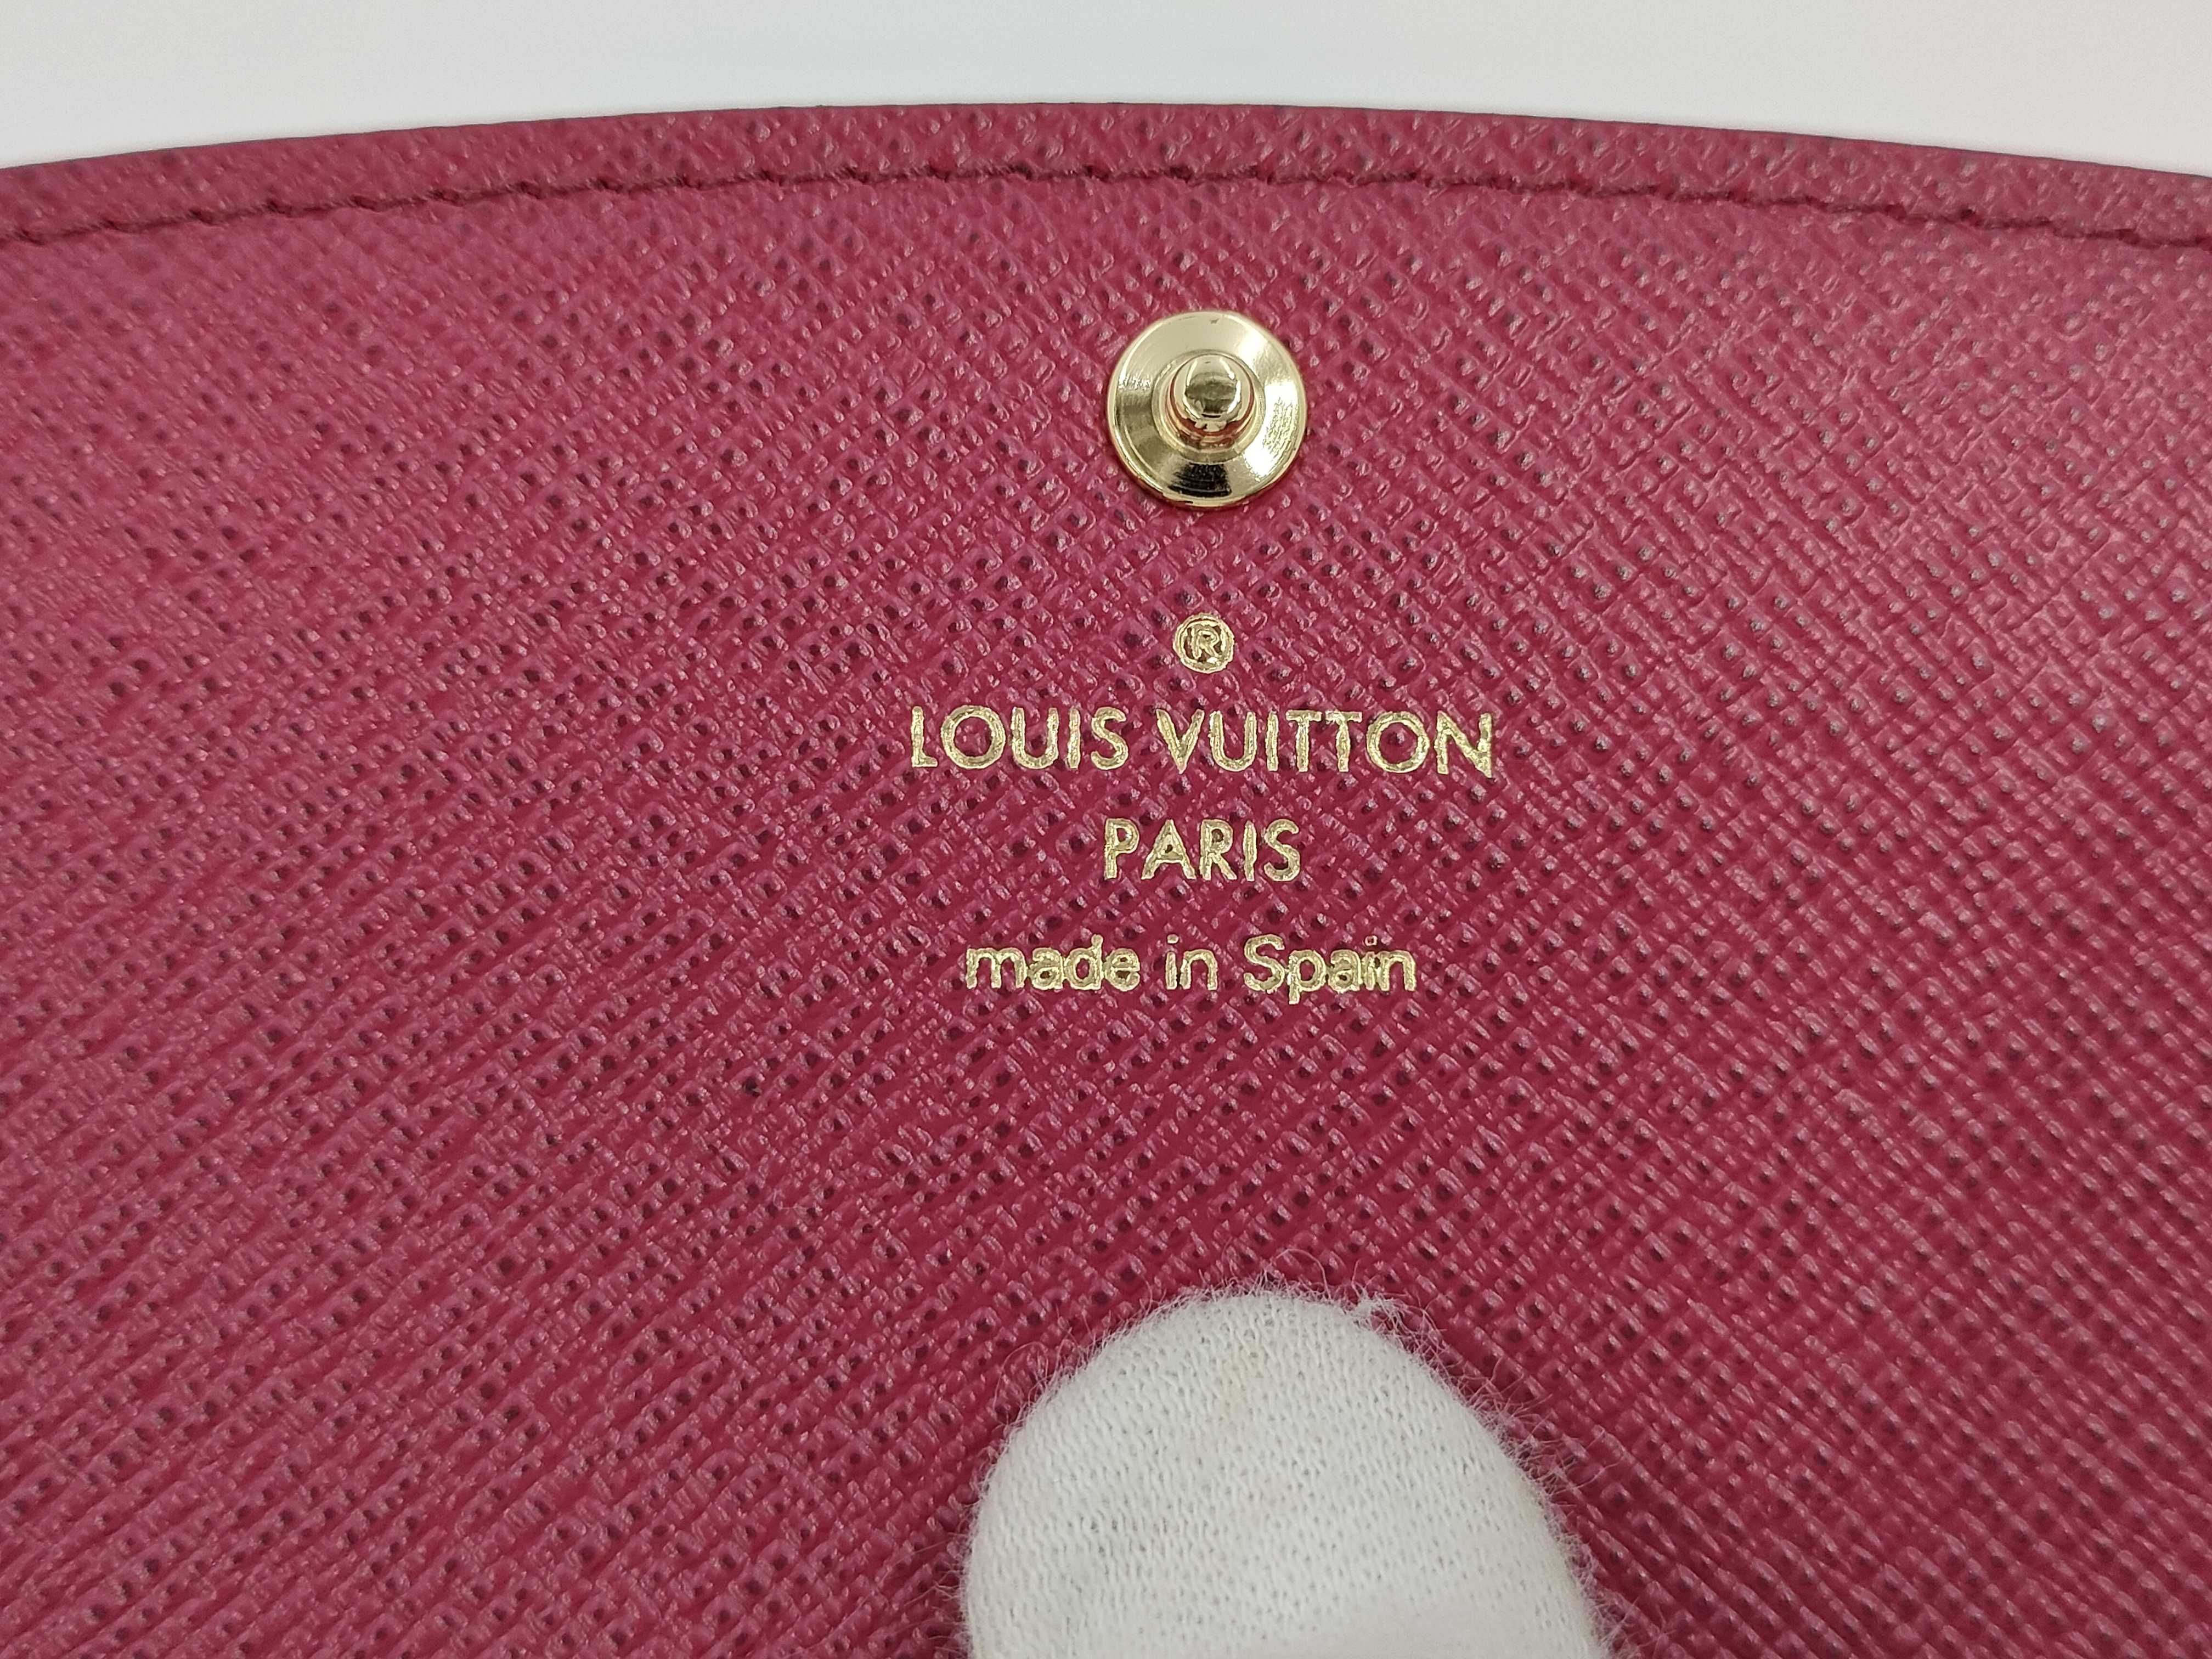 ®
LOUIS VUITTON
PARIS
made in Spain